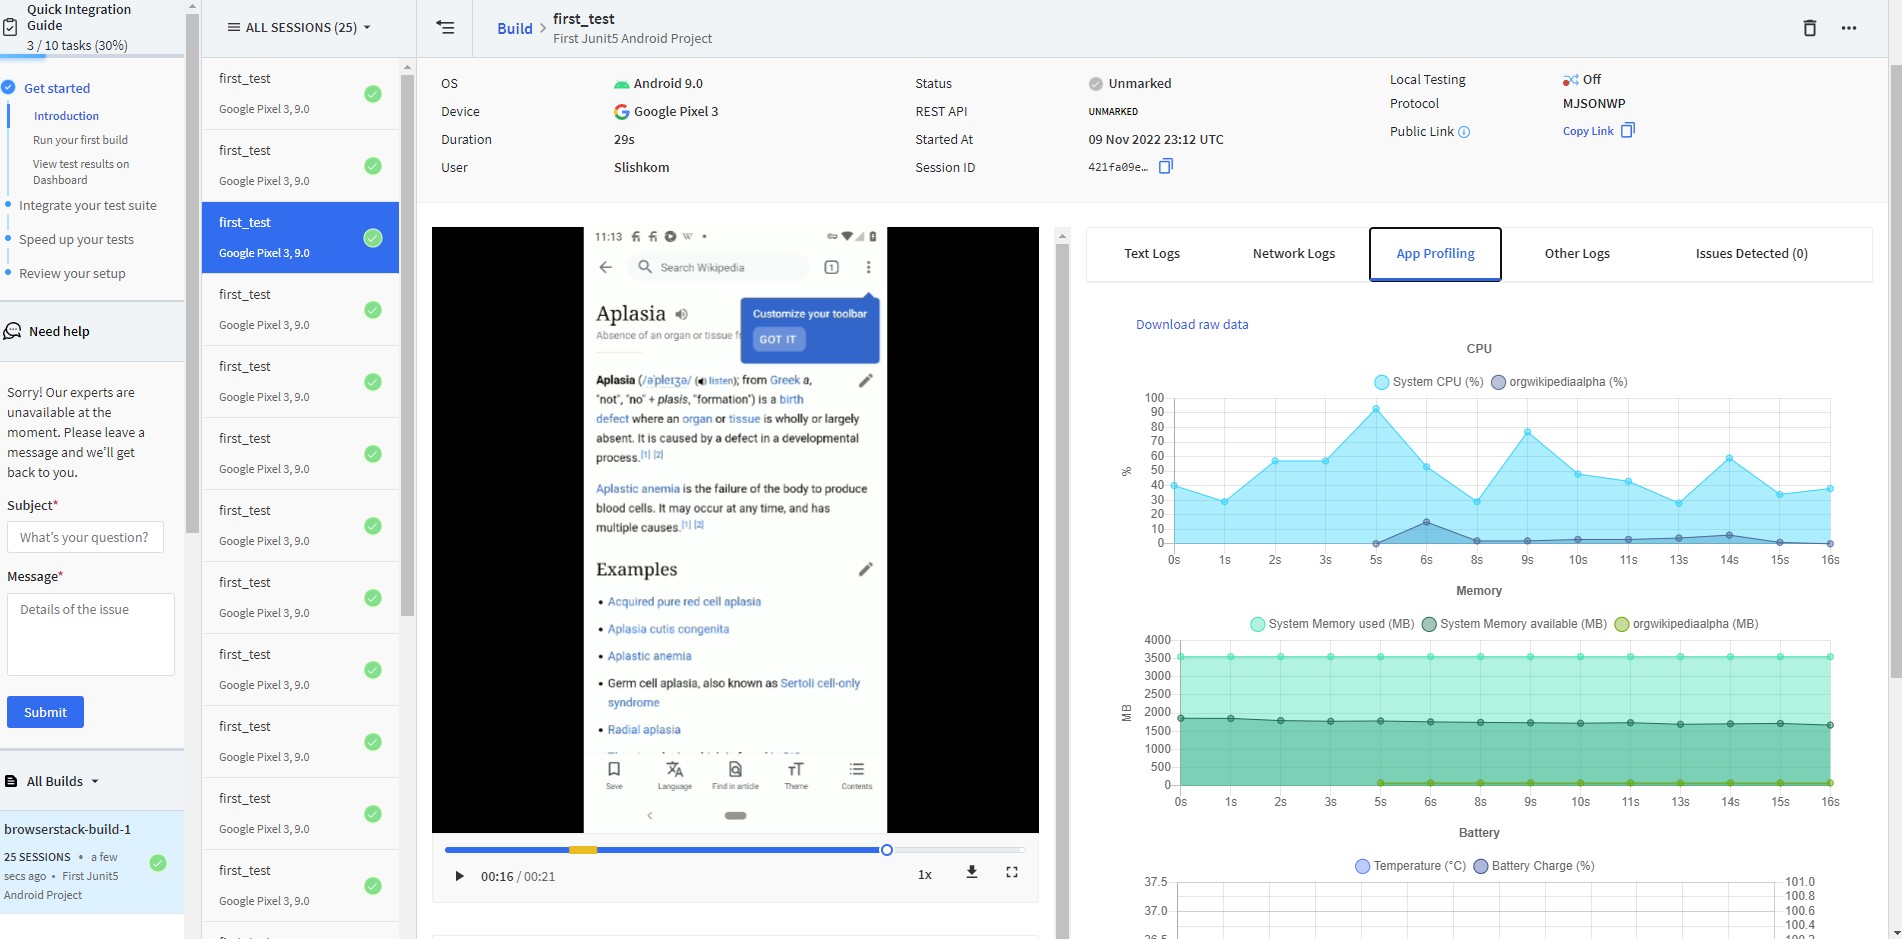 Quick Integration
Guide
3 / 10 tasks (30%)
Get started
Introduction
Run your first build
View test results on
Dashboard
Integrate your test suite
Speed up your tests
Review your setup
Need help
Sorry! Our experts are
unavailable at the
moment. Please leave a
message and we'll get
back to you.
Subject*
What's your question?
Message*
Details of the issue
Submit
All Builds
browserstack-build-1
25 SESSIONS • a few
secs ago • First Junit5
Android Project
ALL SESSIONS (25)
first_test
Google Pixel 3, 9.0
first_test
Google Pixel 3, 9.0
first_test
Google Pixel 3, 9.0
first_test
Google Pixel 3, 9.0
first_test
Google Pixel 3, 9.0
first_test
Google Pixel 3, 9.0
first_test
Google Pixel 3, 9.0
first_test
Google Pixel 3, 9.0
first_test
Google Pixel 3, 9.0
first_test
Google Pixel 3, 9.0
first_test
Google Pixel 3, 9.0
first_test
Google Pixel 3, 9.0
Build > first_test
First Junit5 Android Project
OS Android 9.0
Device Google Pixel 3
Duration 29s
User Slishkom
Status Unmarked
REST API UNMARKED
Started At 09 Nov 2022 23:12 UTC
Session ID 421fa09e...
Local Testing Off
Protocol MJSONWP
Public Link Copy Link
11:13
Search Wikipedia
1
Aplasia
Absence of an organ or tissue
Customize your toolbar
GOT IT
Aplasia (/əˈpleɪʒə/ (listen); from Greek a,
"not", "no" + plasis, "formation") is a birth
defect where an organ or tissue is wholly or largely
absent. It is caused by a defect in a developmental
process.[1] [2]
Aplastic anemia is the failure of the body to produce
blood cells. It may occur at any time, and has
multiple causes.[1] [2]
Examples
• Acquired pure red cell aplasia
• Aplasia cutis congenita
• Aplastic anemia
• Germ cell aplasia, also known as Sertoli cell-only
syndrome
• Radial aplasia
Save Language Find in article Theme Contents
00:16 / 00:21
1x
Text Logs Network Logs App Profiling Other Logs Issues Detected (0)
Download raw data
CPU
System CPU (%) orgwikipediaalpha (%)
100
90
80
70
60
50
40
30
20
10
0
%
0s 1s 2s 3s 5s 6s 8s 9s 10s 11s 13s 14s 15s 16s
Memory
System Memory used (MB) System Memory available (MB) orgwikipediaalpha (MB)
4000
3500
3000
2500
2000
1500
1000
500
0
MB
0s 1s 2s 3s 5s 6s 8s 9s 10s 11s 13s 14s 15s 16s
Battery
Temperature (°C) Battery Charge (%)
37.5
37.0
101.0
100.8
100.6
100.4